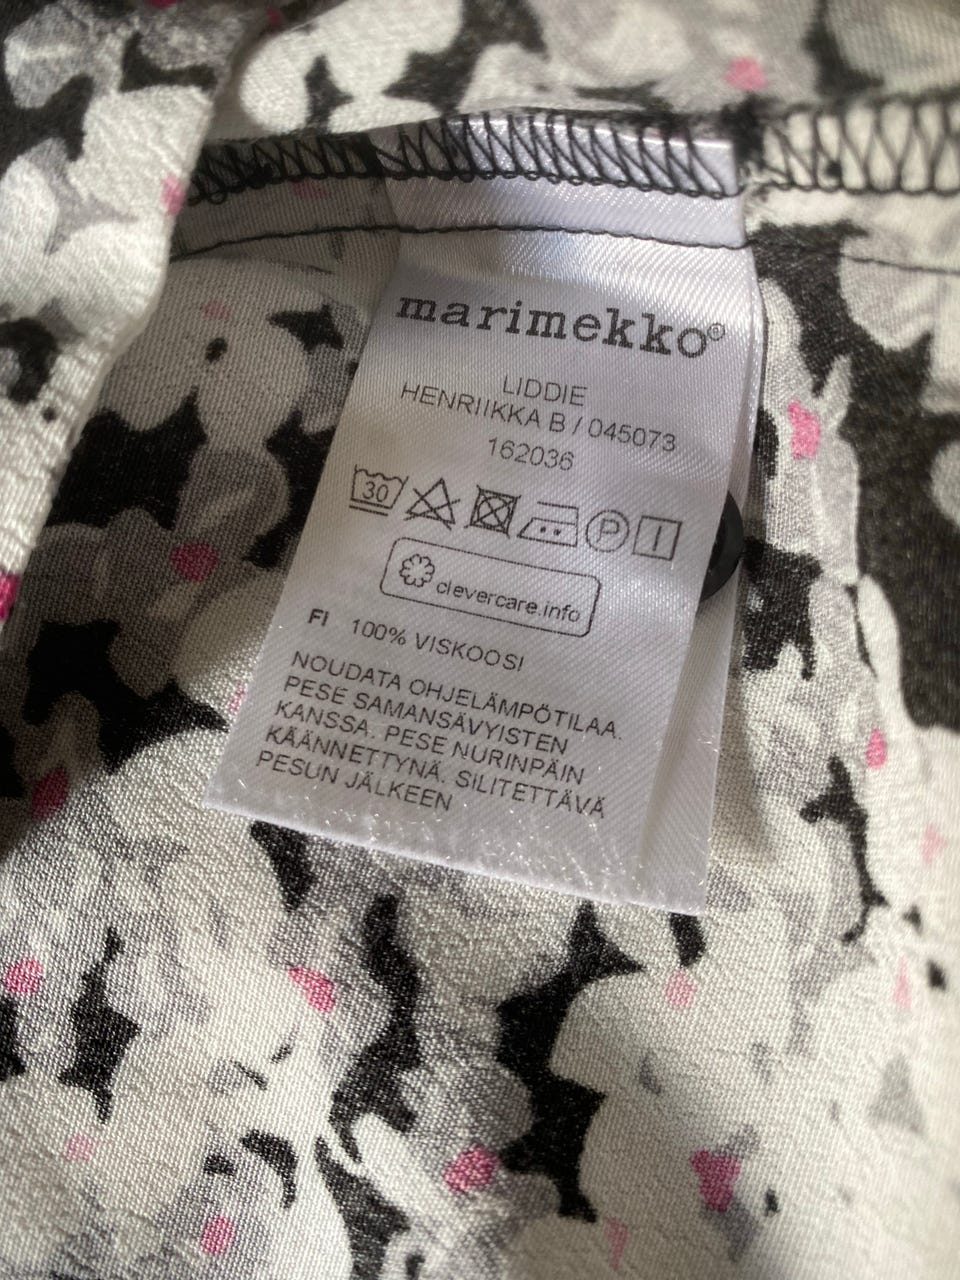 marimekko®
LIDDIE
HENRIIKKA B / 045073
162036
30 P
clevercare.info
FI 100% VISKOOSI
NOUDATA OHJELÄMPÖTILAA.
PESE SAMANSÄVYISTEN
KANSSA. PESE NURINPÄIN
KÄÄNNETTYNÄ. SILITETTÄVÄ
PESUN JÄLKEEN